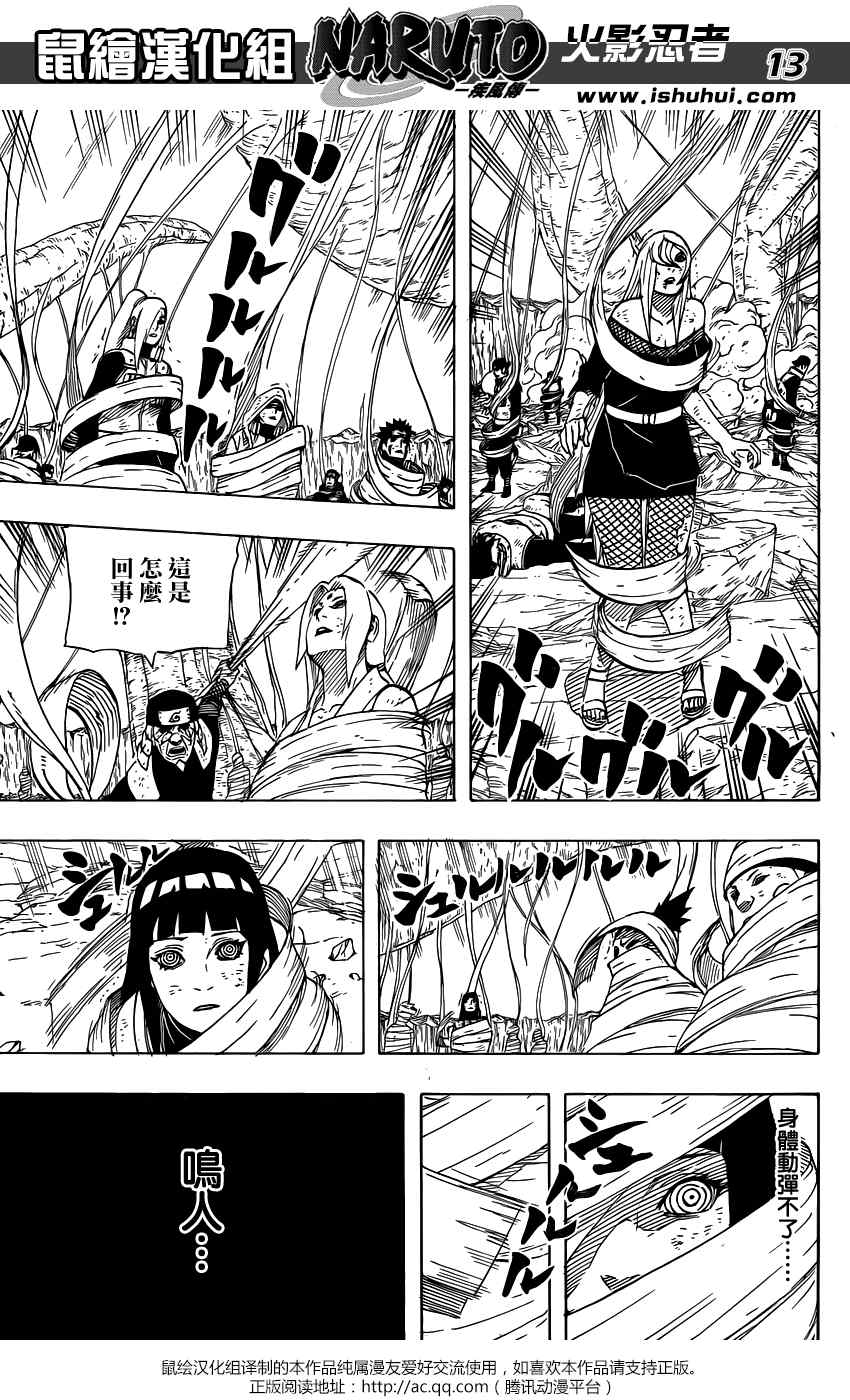 鼠繪漢化組
NARUTO
火影忍者
13
-疾風傳-
www.ishuhui.com
グルグルグル
グルルルル
這是
怎麼
回事!?
シュルルルルル
シュルル
身體動彈不了……
シュルルル
鳴人…
鼠绘汉化组译制的本作品纯属漫友爱好交流使用，如喜欢本作品请支持正版。
正版阅读地址：http://ac.qq.com（腾讯动漫平台）